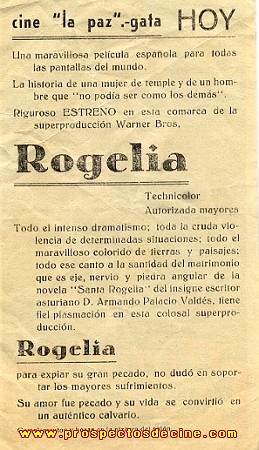 cine "la paz".-gata HOY
Una maravillosa película española para todas
las pantallas del mundo.
La historia de una mujer de temple y de un hom-
bre que "no podía ser como los demás".
Riguroso ESTRENO en esta comarca de la
superproducción Warner Bros.
Rogelia
Technicolor
Autorizada mayores
Todo el intenso dramatismo; toda la cruda vio-
lencia de determinadas situaciones; todo el
maravilloso colorido de tierras y paisajes;
todo ese canto a la santidad del matrimonio
que es eje, nervio y piedra angular de la
novela "Santa Rogelia" del insigne escritor
asturiano D. Armando Palacio Valdés, tiene
fiel plasmación en esta colosal superpro-
ducción.
Rogelia
para expiar su gran pecado, no dudó en sopor-
tar los mayores sufrimientos.
Su amor fue pecado y su vida se convirtió en
un auténtico calvario.
www.prospectosdecine.com